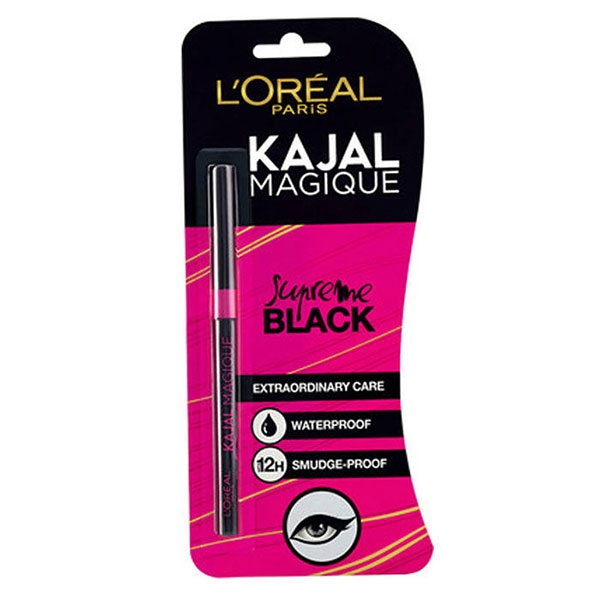 L'ORÉAL
PARIS
KAJAL
MAGIQUE
Supreme
BLACK
EXTRAORDINARY CARE
WATERPROOF
12H SMUDGE-PROOF
L'ORÉAL KAJAL MAGIQUE